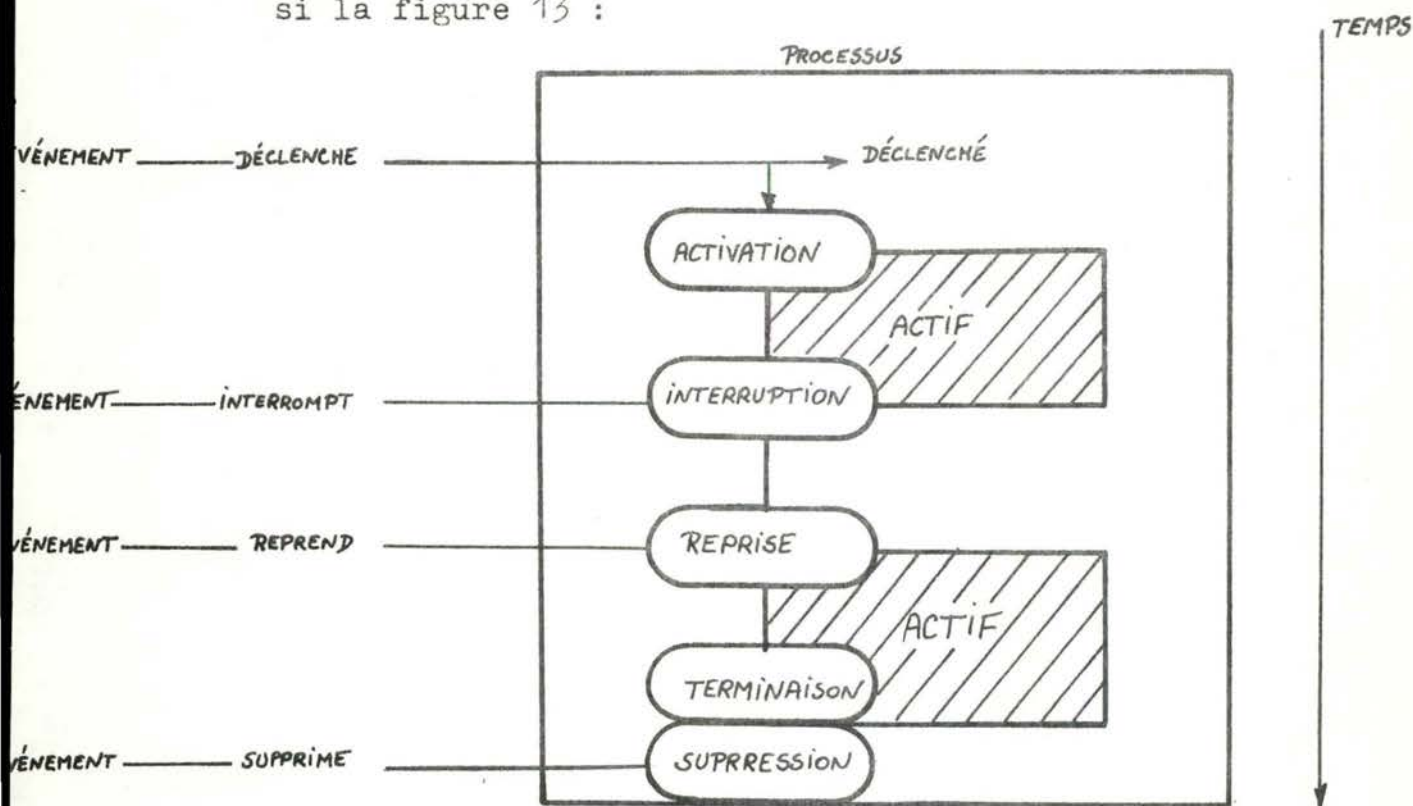 si la figure 13 :
TEMPS
PROCESSUS
VÉNEMENT DÉCLENCHE DÉCLENCHÉ
ACTIVATION
ACTIF
ÉNEMENT INTERROMPT INTERRUPTION
VÉNEMENT REPREND REPRISE
ACTIF
TERMINAISON
VÉNEMENT SUPPRIME SUPRRESSION